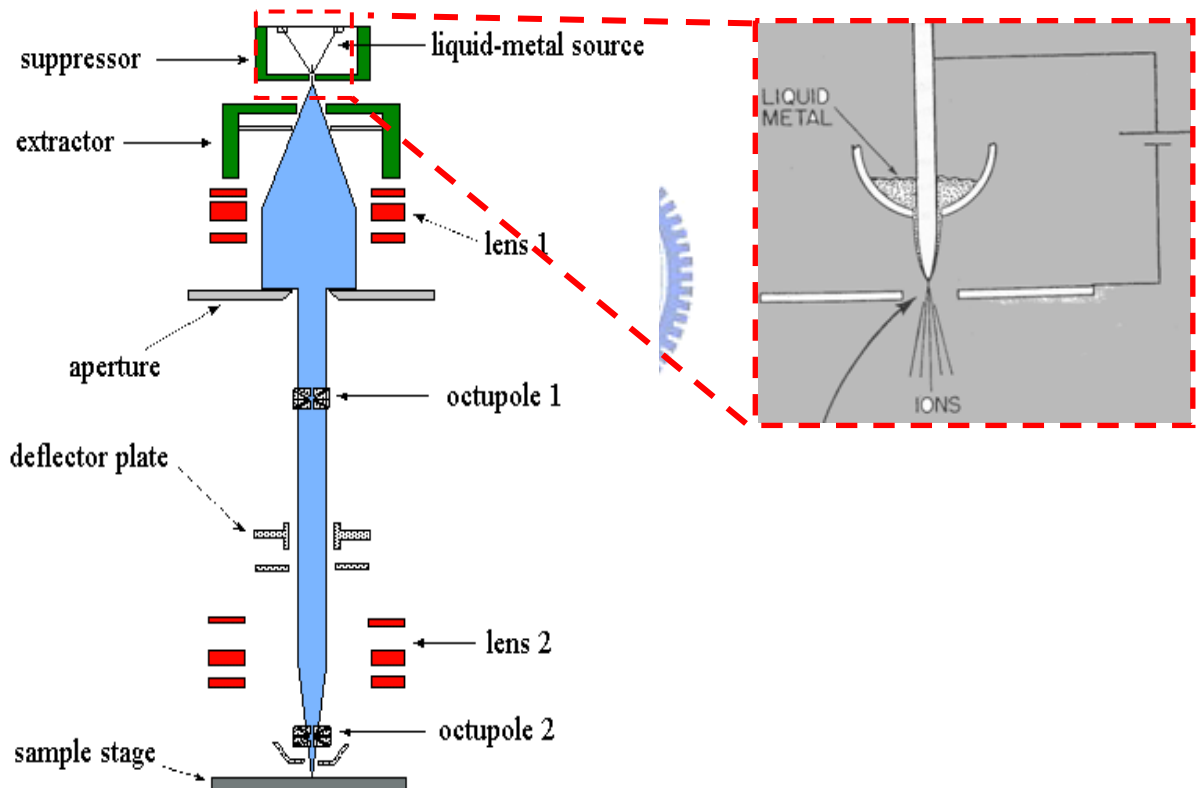 liquid-metal source
suppressor
extractor
lens 1
aperture
octupole 1
deflector plate
lens 2
octupole 2
sample stage
LIQUID
METAL
IONS